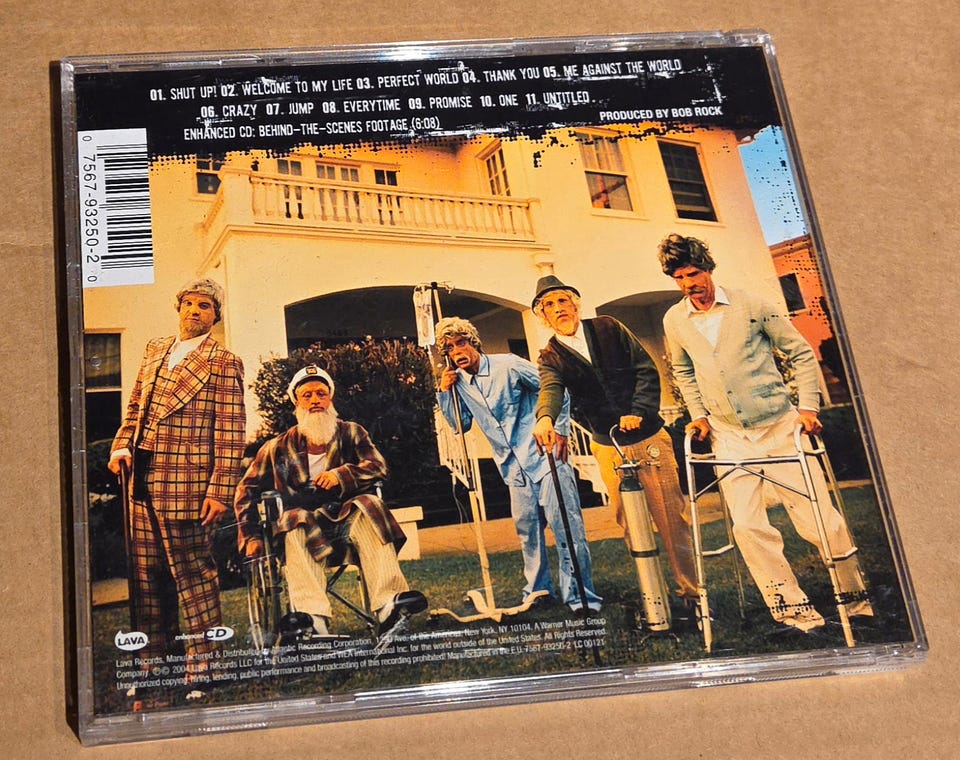 01. SHUT UP! 02. WELCOME TO MY LIFE 03. PERFECT WORLD 04. THANK YOU 05. ME AGAINST THE WORLD
06. CRAZY 07. JUMP 08. EVERYTIME 09. PROMISE 10. ONE 11. UNTITLED
ENHANCED CD: BEHIND-THE-SCENES FOOTAGE (6:08)
PRODUCED BY BOB ROCK
0 7567-93250-2 0
LAVA
enhanced CD
Lava Records, Manufactured & Distributed by Atlantic Recording Corporation, 1290 Ave. of the Americas, New York, NY 10104. A Warner Music Group
Company. ℗© 2004 Lava Records LLC for the United States and WEA International Inc. for the world outside of the United States. All Rights Reserved.
Unauthorized copying, hiring, lending, public performance and broadcasting of this recording prohibited! Manufactured in the E.U. 7567-93250-2 LC 00121